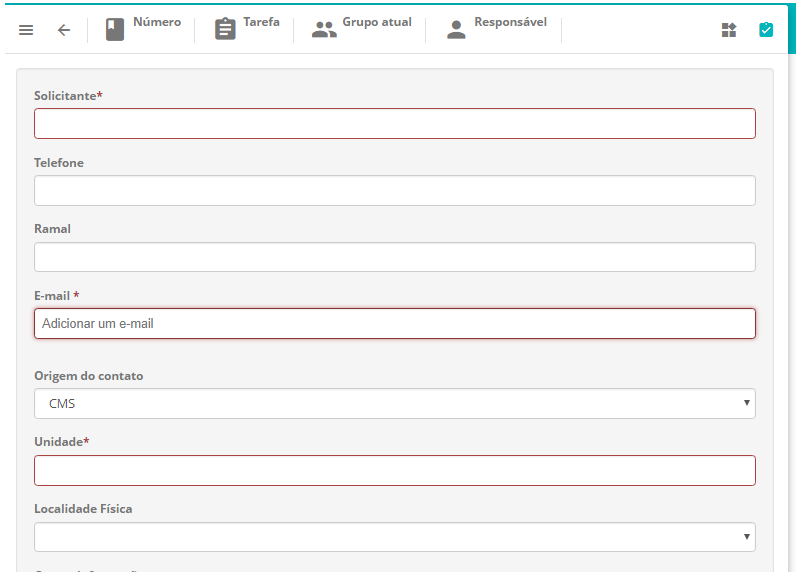 Número Tarefa Grupo atual Responsável
Solicitante*
Telefone
Ramal
E-mail *
Adicionar um e-mail
Origem do contato
CMS
Unidade*
Localidade Física